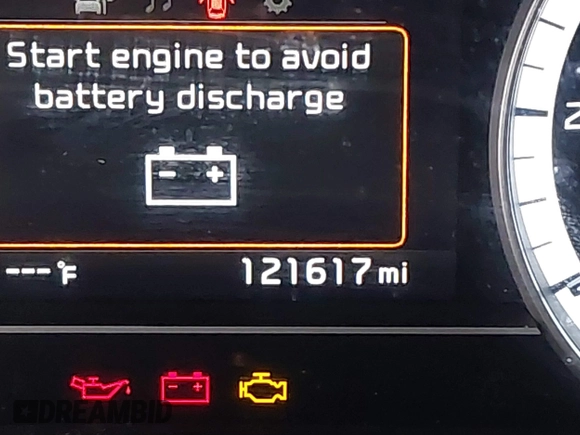 Start engine to avoid
battery discharge
---°F
121617 mi
DREAMBID